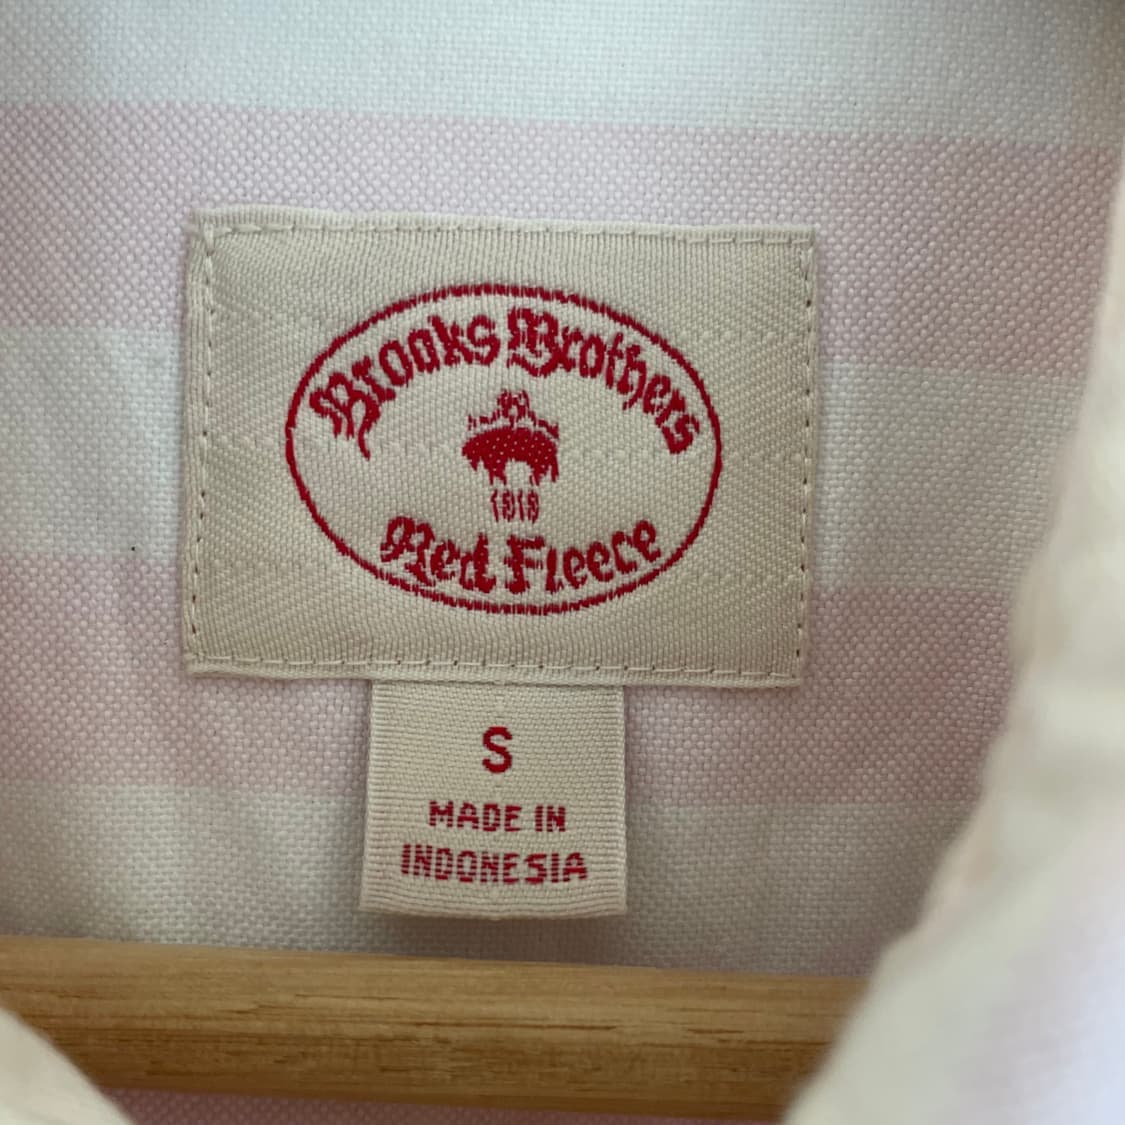 Brooks Brothers
1818
Red Fleece
S
MADE IN
INDONESIA